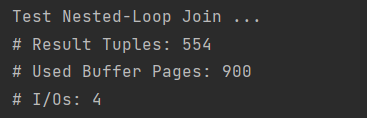 Test Nested-Loop Join ...
# Result Tuples: 554
# Used Buffer Pages: 900
# I/Os: 4